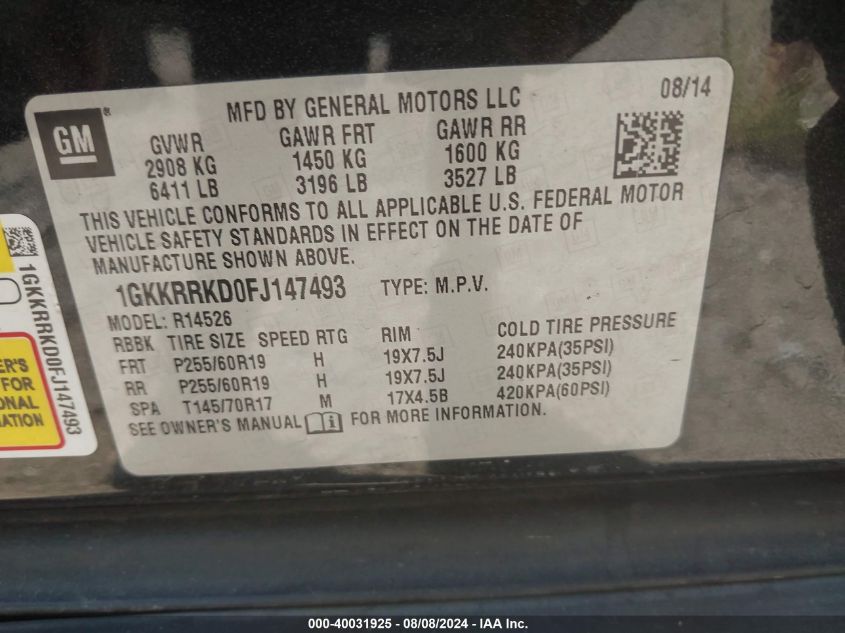 GM
®
MFD BY GENERAL MOTORS LLC
08/14
GVWR GAWR FRT GAWR RR
2908 KG 1450 KG 1600 KG
6411 LB 3196 LB 3527 LB
THIS VEHICLE CONFORMS TO ALL APPLICABLE U.S. FEDERAL MOTOR
VEHICLE SAFETY STANDARDS IN EFFECT ON THE DATE OF
MANUFACTURE SHOWN ABOVE.
1GKKRRKD0FJ147493 TYPE: M.P.V.
MODEL: R14526
RBBK TIRE SIZE SPEED RTG RIM COLD TIRE PRESSURE
FRT P255/60R19 H 19X7.5J 240KPA(35PSI)
RR P255/60R19 H 19X7.5J 240KPA(35PSI)
SPA T145/70R17 M 17X4.5B 420KPA(60PSI)
SEE OWNER'S MANUAL FOR MORE INFORMATION.
1GKKRRKD0FJ147493
ER'S
FOR
ONAL
ATION
000-40031925 - 08/08/2024 - IAA Inc.